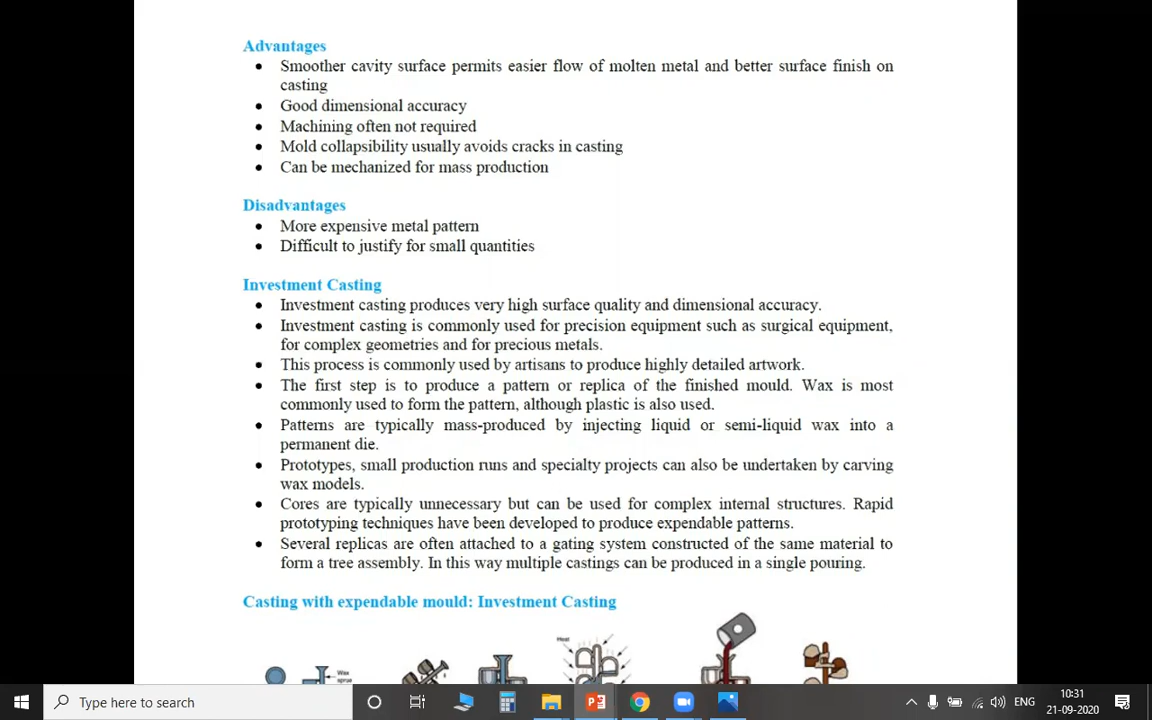 Advantages
• Smoother cavity surface permits easier flow of molten metal and better surface finish on
casting
• Good dimensional accuracy
• Machining often not required
• Mold collapsibility usually avoids cracks in casting
• Can be mechanized for mass production
Disadvantages
• More expensive metal pattern
• Difficult to justify for small quantities
Investment Casting
• Investment casting produces very high surface quality and dimensional accuracy.
• Investment casting is commonly used for precision equipment such as surgical equipment,
for complex geometries and for precious metals.
• This process is commonly used by artisans to produce highly detailed artwork.
• The first step is to produce a pattern or replica of the finished mould. Wax is most
commonly used to form the pattern, although plastic is also used.
• Patterns are typically mass-produced by injecting liquid or semi-liquid wax into a
permanent die.
• Prototypes, small production runs and specialty projects can also be undertaken by carving
wax models.
• Cores are typically unnecessary but can be used for complex internal structures. Rapid
prototyping techniques have been developed to produce expendable patterns.
• Several replicas are often attached to a gating system constructed of the same material to
form a tree assembly. In this way multiple castings can be produced in a single pouring.
Casting with expendable mould: Investment Casting
Heat
Wax
sprue
Type here to search
ENG
10:31
21-09-2020